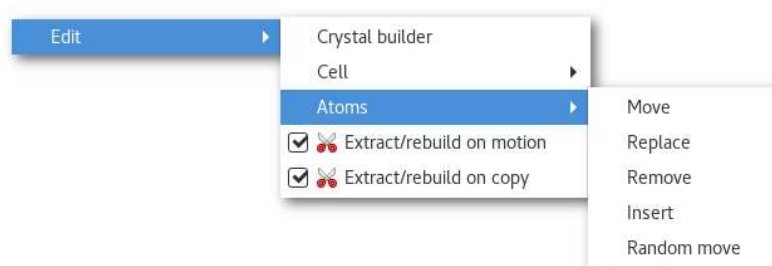 Edit
Crystal builder
Cell
Atoms
Extract/rebuild on motion
Extract/rebuild on copy
Move
Replace
Remove
Insert
Random move